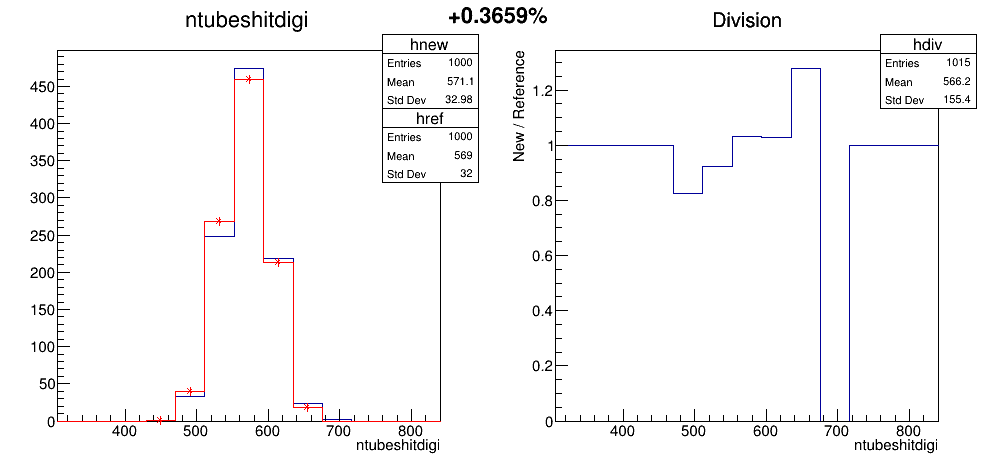 ntubeshitdigi
+0.3659%
Division
hnew
Entries 1000
Mean 571.1
Std Dev 32.98
href
Entries 1000
Mean 569
Std Dev 32
450
400
350
300
250
200
150
100
50
0
400 500 600 700 800
ntubeshitdigi
hdiv
Entries 1015
Mean 566.2
Std Dev 155.4
New / Reference
1.2
1
0.8
0.6
0.4
0.2
0
400 500 600 700 800
ntubeshitdigi